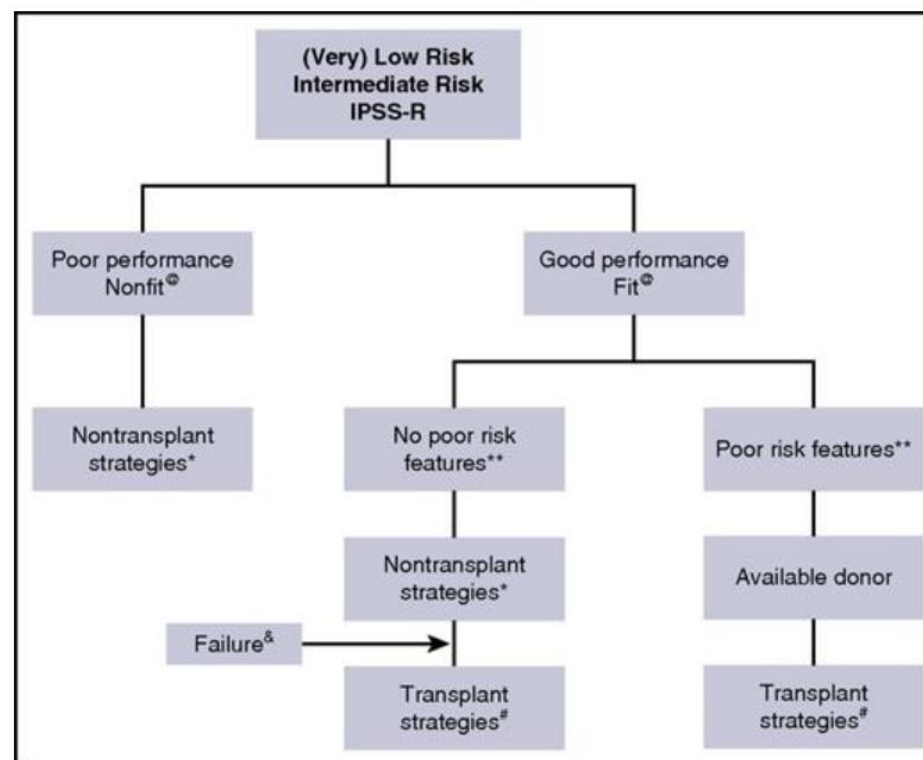 (Very) Low Risk
Intermediate Risk
IPSS-R
Poor performance
Nonfit@
Good performance
Fit@
Nontransplant
strategies*
No poor risk
features**
Poor risk features**
Nontransplant
strategies*
Available donor
Failure&
Transplant
strategies#
Transplant
strategies#